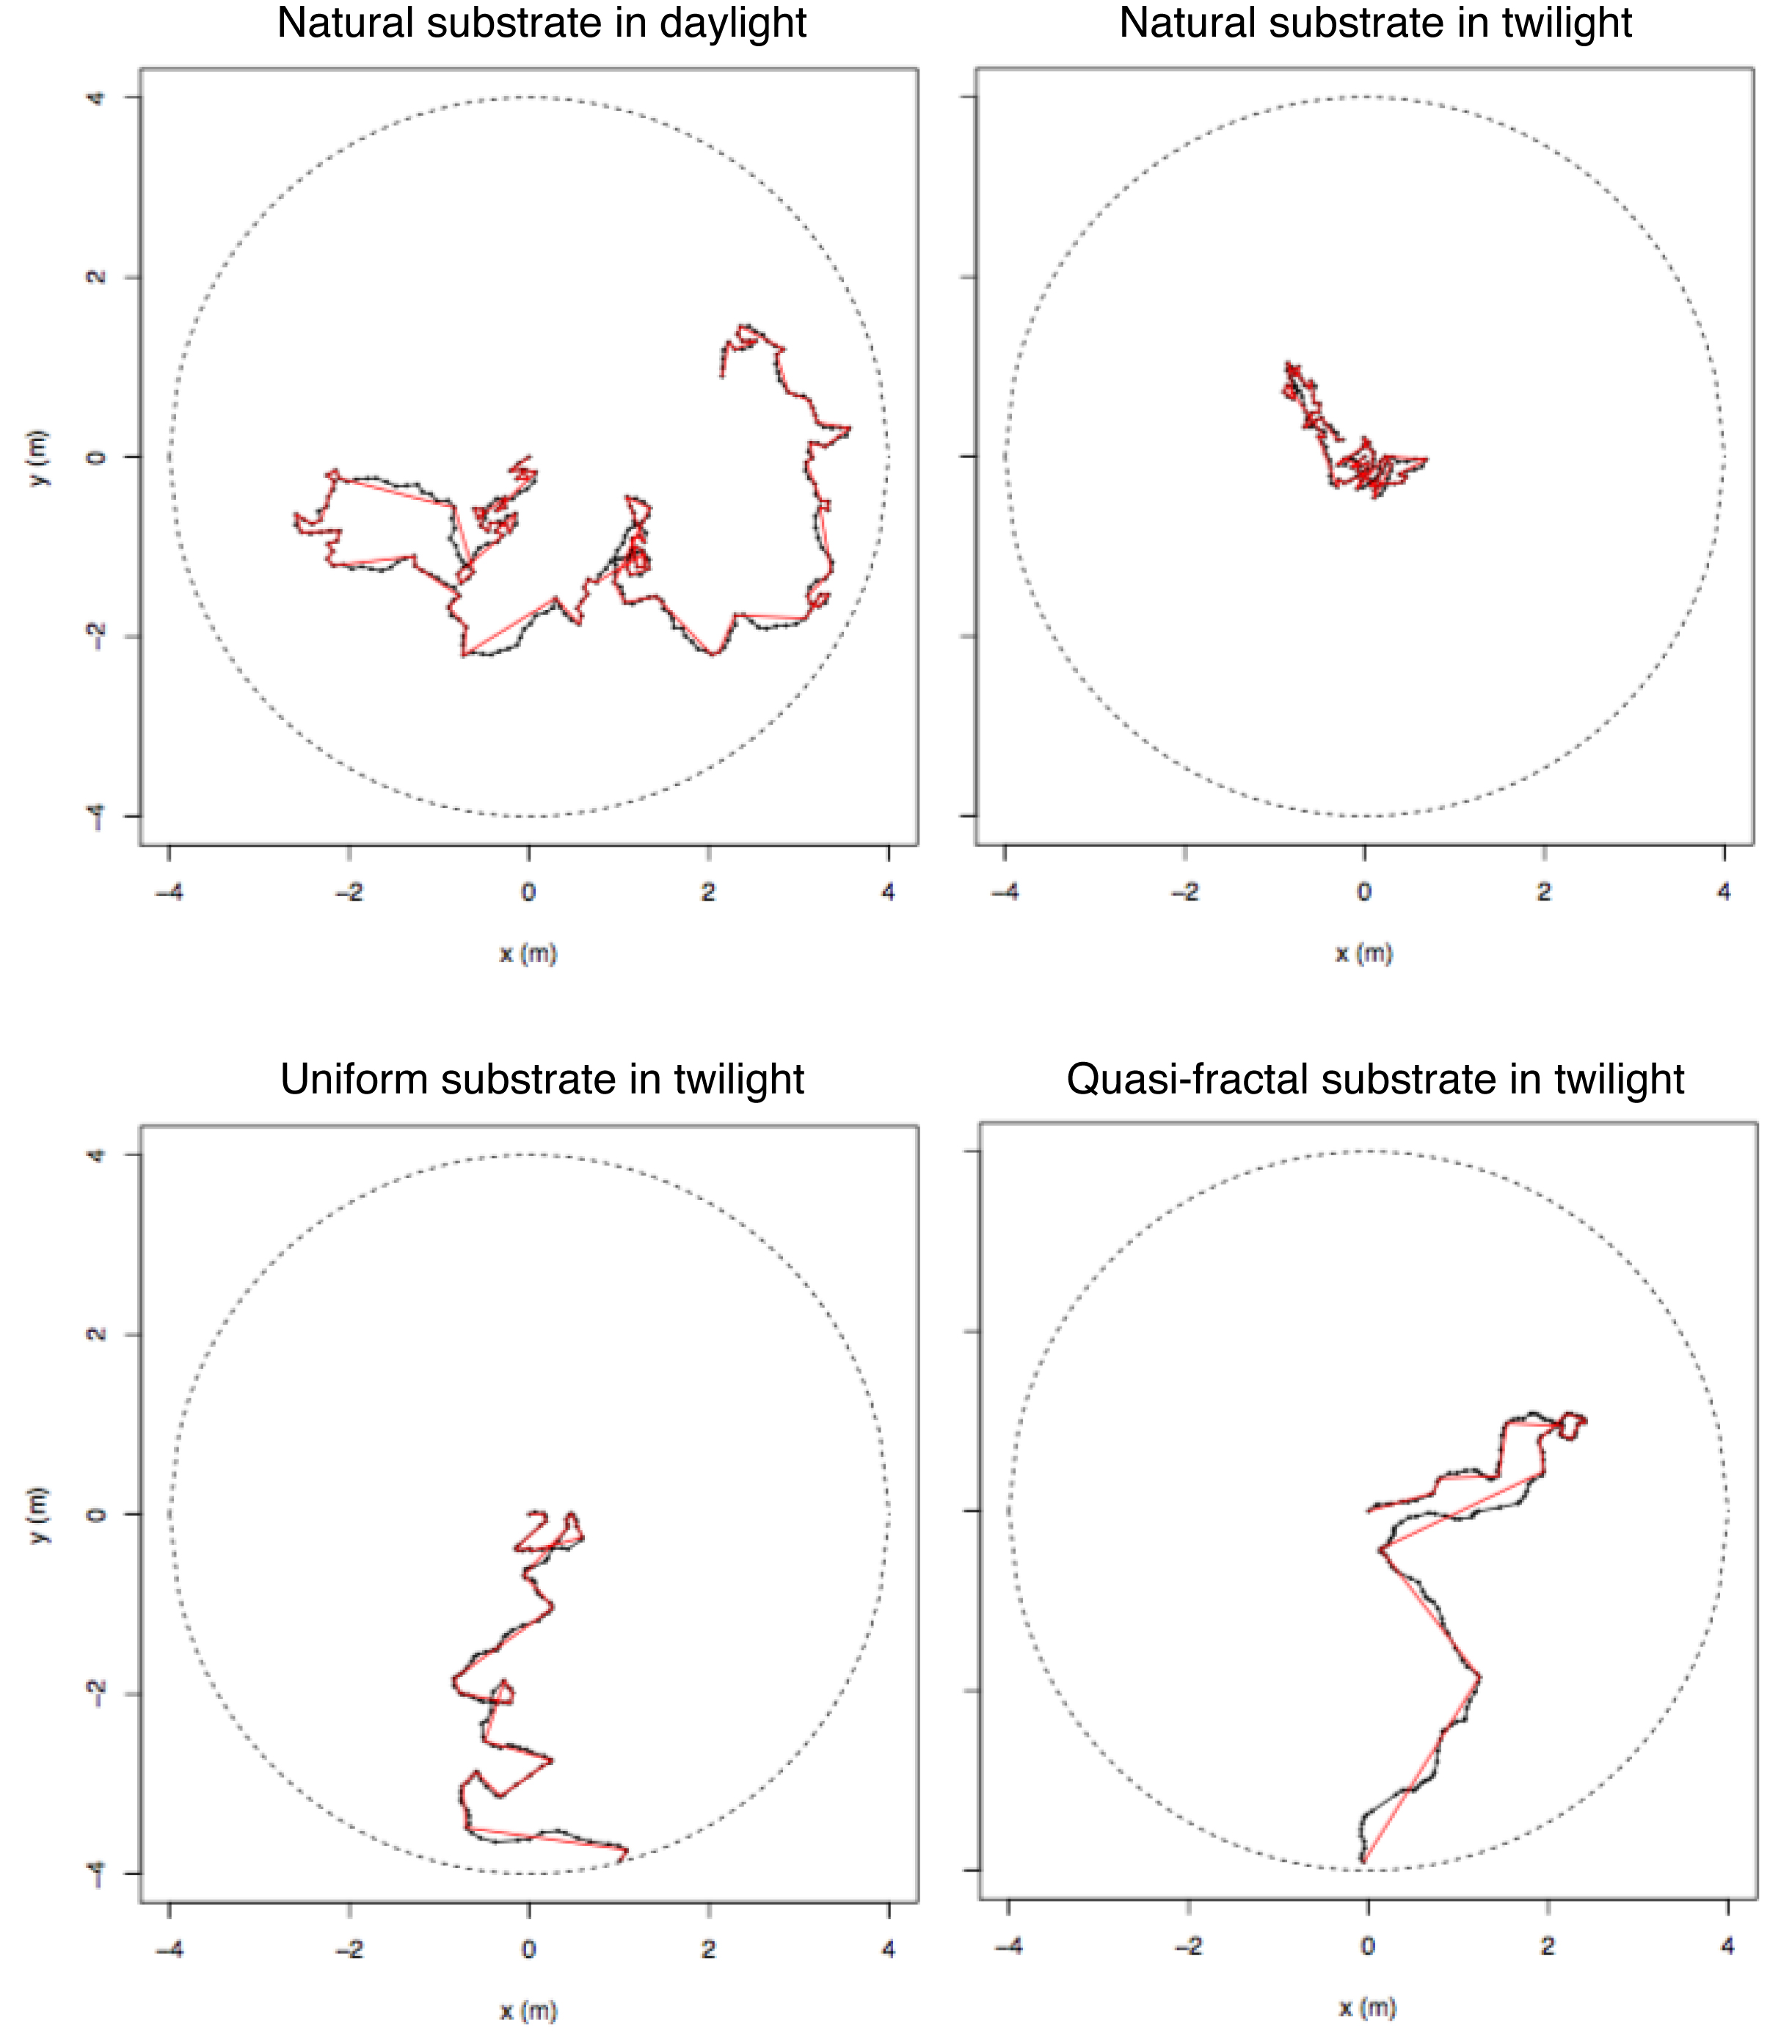 Natural substrate in daylight
Natural substrate in twilight
4
2
0
−2
−4
y (m)
−4 −2 0 2 4
−4 −2 0 2 4
x (m)
x (m)
Uniform substrate in twilight
Quasi-fractal substrate in twilight
4
2
0
−2
−4
y (m)
−4 −2 0 2 4
−4 −2 0 2 4
x (m)
x (m)